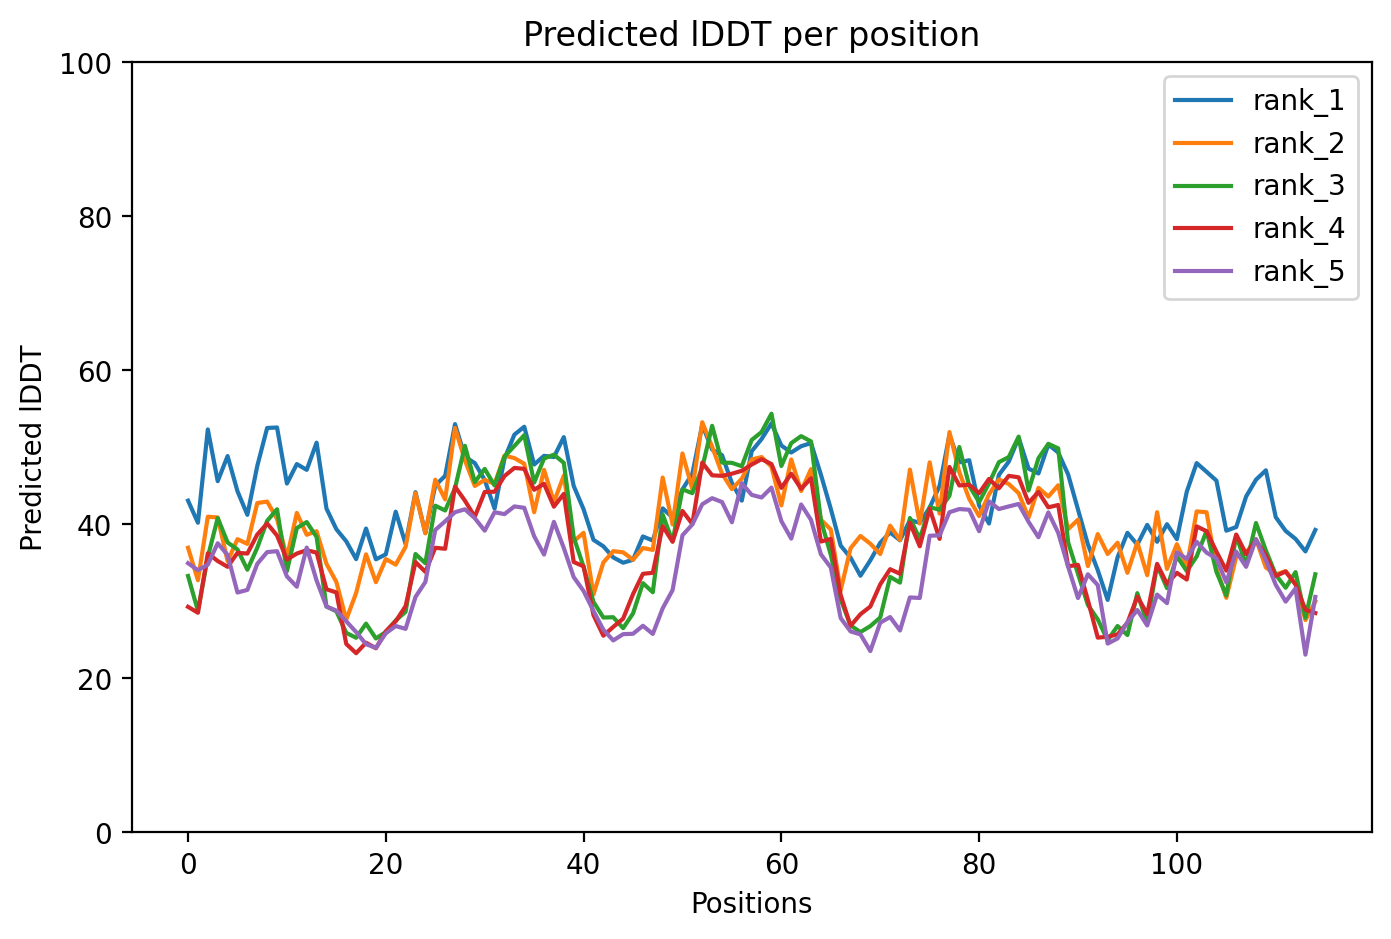 Predicted lDDT per position
100
80
60
40
20
0
Predicted lDDT
0 20 40 60 80 100
Positions
rank_1
rank_2
rank_3
rank_4
rank_5